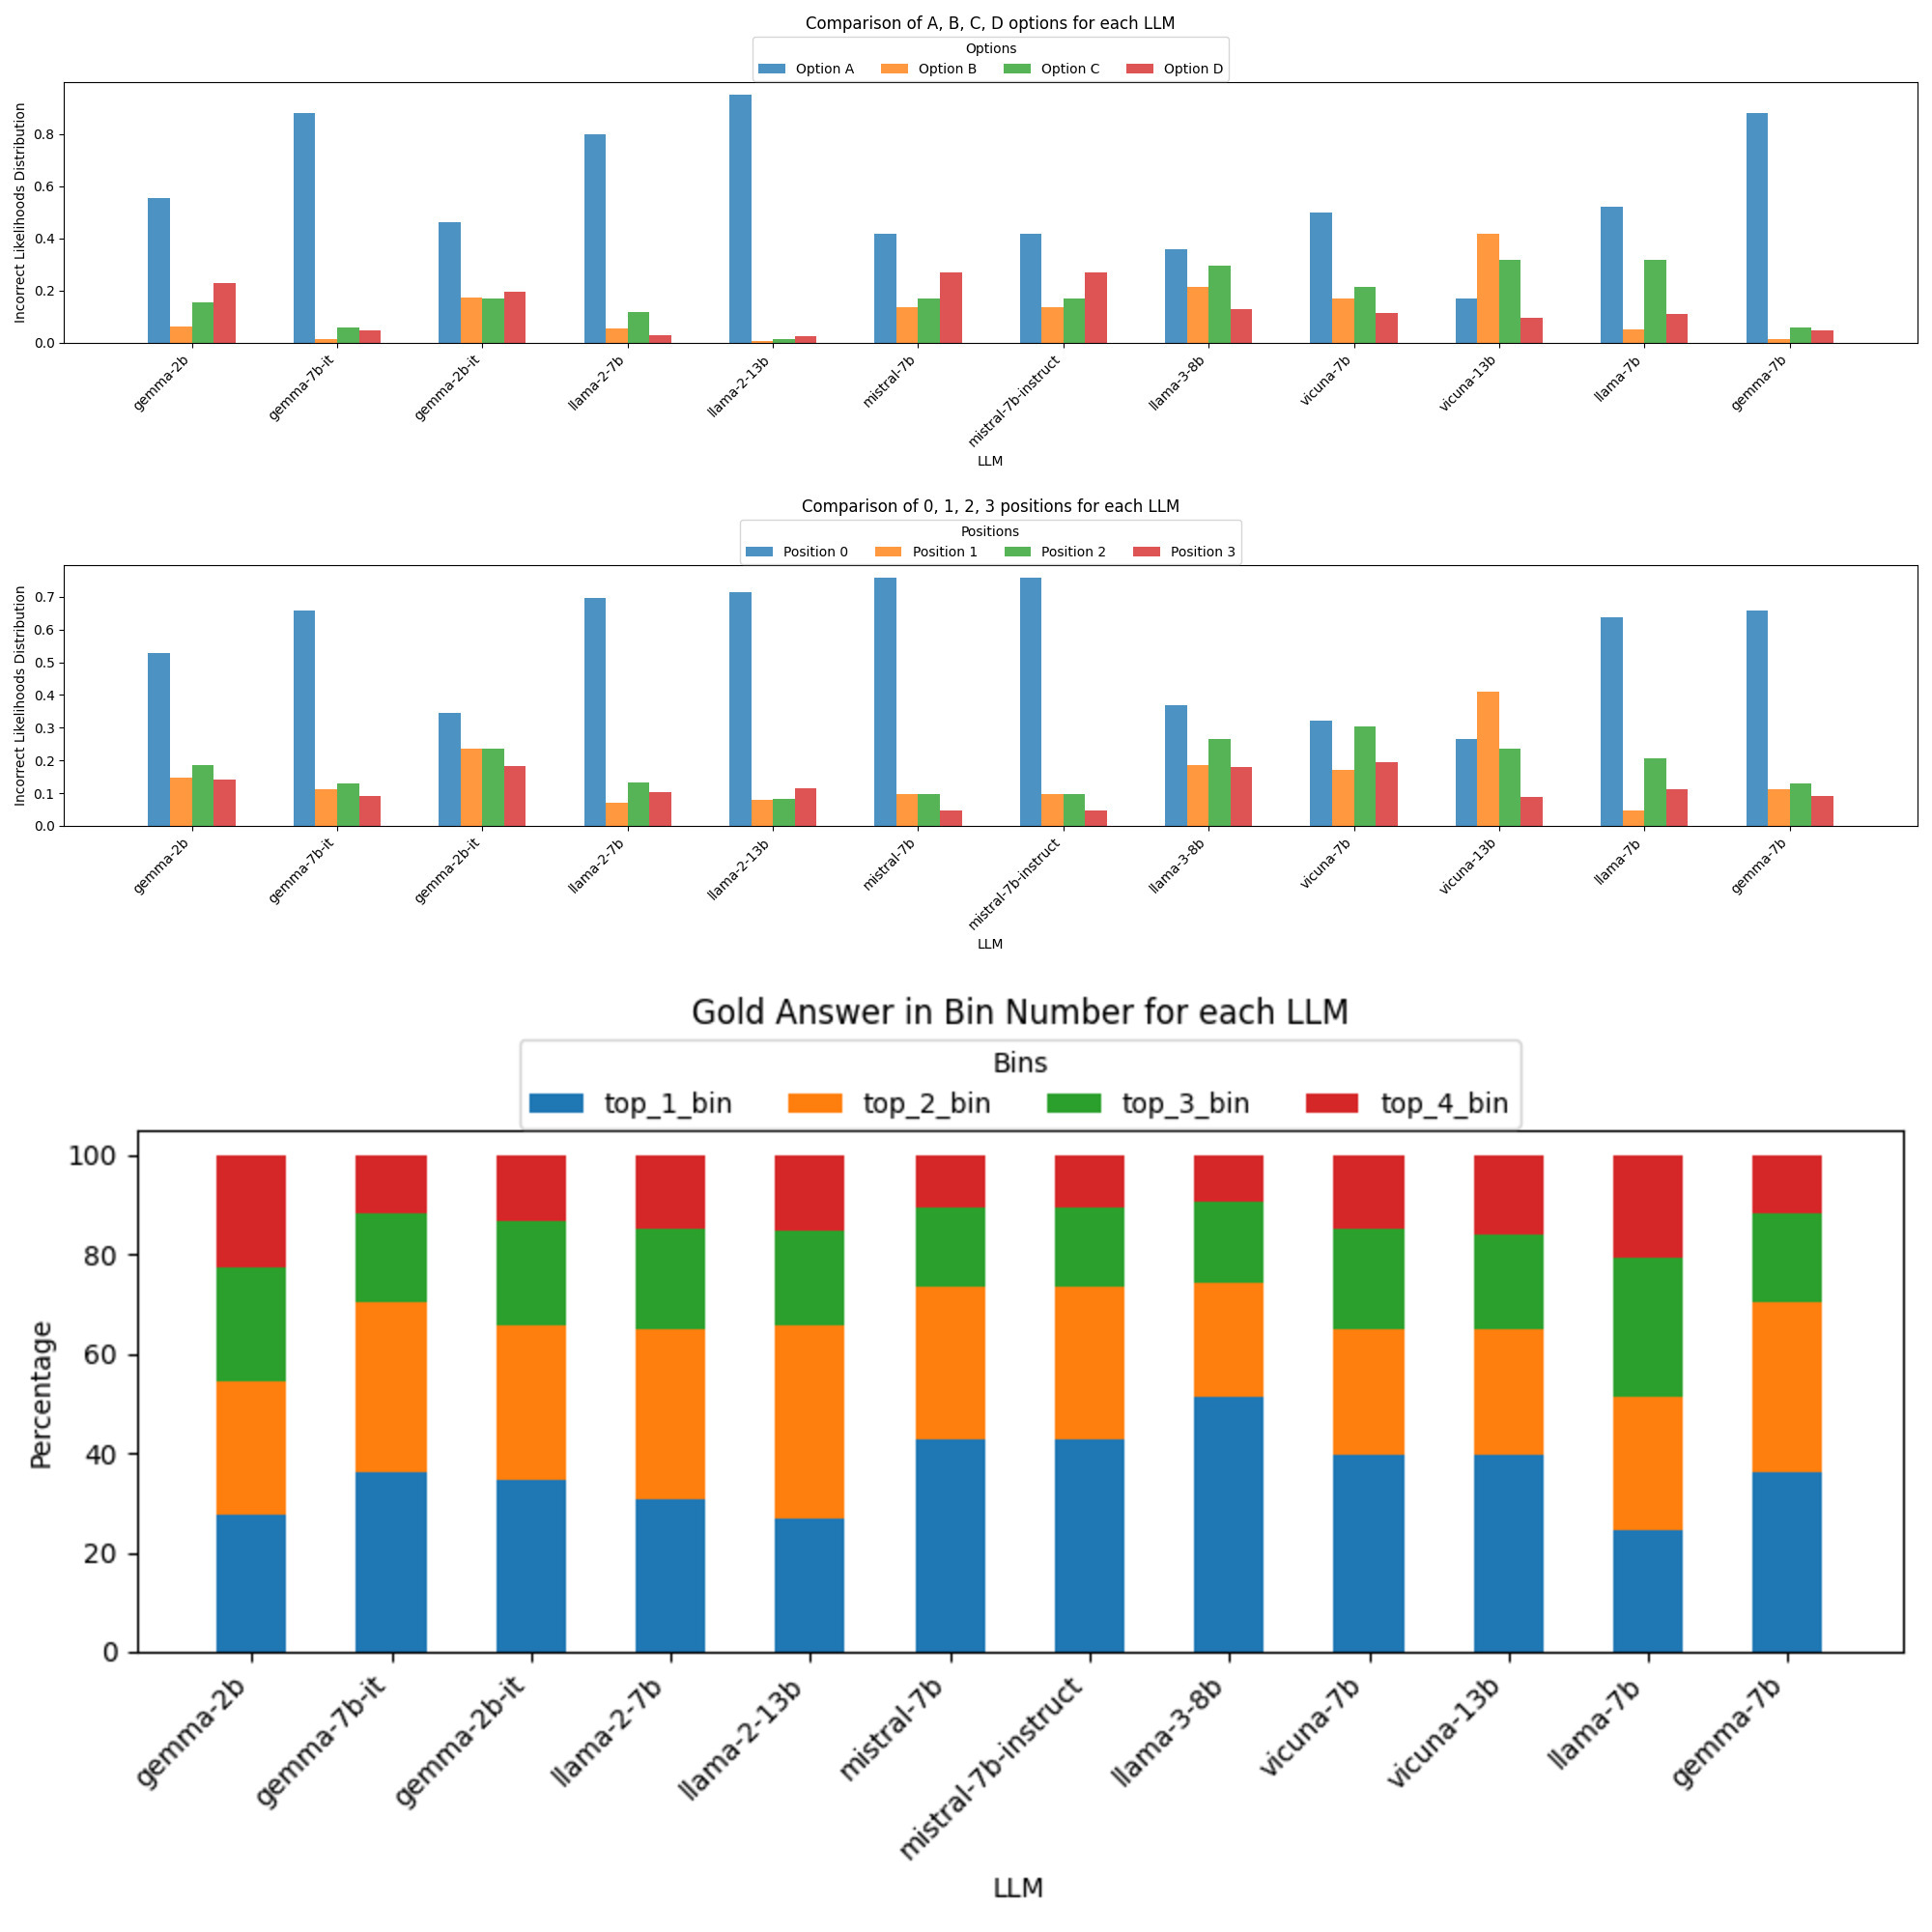 Comparison of A, B, C, D options for each LLM
Options
Option A Option B Option C Option D
Incorrect Likelihoods Distribution
0.8
0.6
0.4
0.2
0.0
gemma-2b gemma-7b-it gemma-2b-it llama-2-7b llama-2-13b mistral-7b mistral-7b-instruct llama-3-8b vicuna-7b vicuna-13b llama-7b gemma-7b
LLM
Comparison of 0, 1, 2, 3 positions for each LLM
Positions
Position 0 Position 1 Position 2 Position 3
Incorrect Likelihoods Distribution
0.7
0.6
0.5
0.4
0.3
0.2
0.1
0.0
gemma-2b gemma-7b-it gemma-2b-it llama-2-7b llama-2-13b mistral-7b mistral-7b-instruct llama-3-8b vicuna-7b vicuna-13b llama-7b gemma-7b
LLM
Gold Answer in Bin Number for each LLM
Bins
top_1_bin top_2_bin top_3_bin top_4_bin
Percentage
100
80
60
40
20
0
gemma-2b gemma-7b-it gemma-2b-it llama-2-7b llama-2-13b mistral-7b mistral-7b-instruct llama-3-8b vicuna-7b vicuna-13b llama-7b gemma-7b
LLM